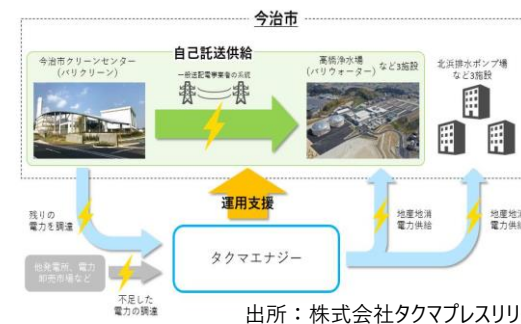 今治市
今治市クリーンセンター
(バリクリーン)
自己託送供給
一般送配電事業者の系統
高橋浄水場
(バリウォーター)
など3施設
北浜排水ポンプ場
など3施設
残りの
電力を調達
運用支援
タクマエナジー
地産地消
電力供給
地産地消
電力供給
他発電所、電力
卸売市場など
不足した
電力の調達
出所：株式会社タクマプレスリリ